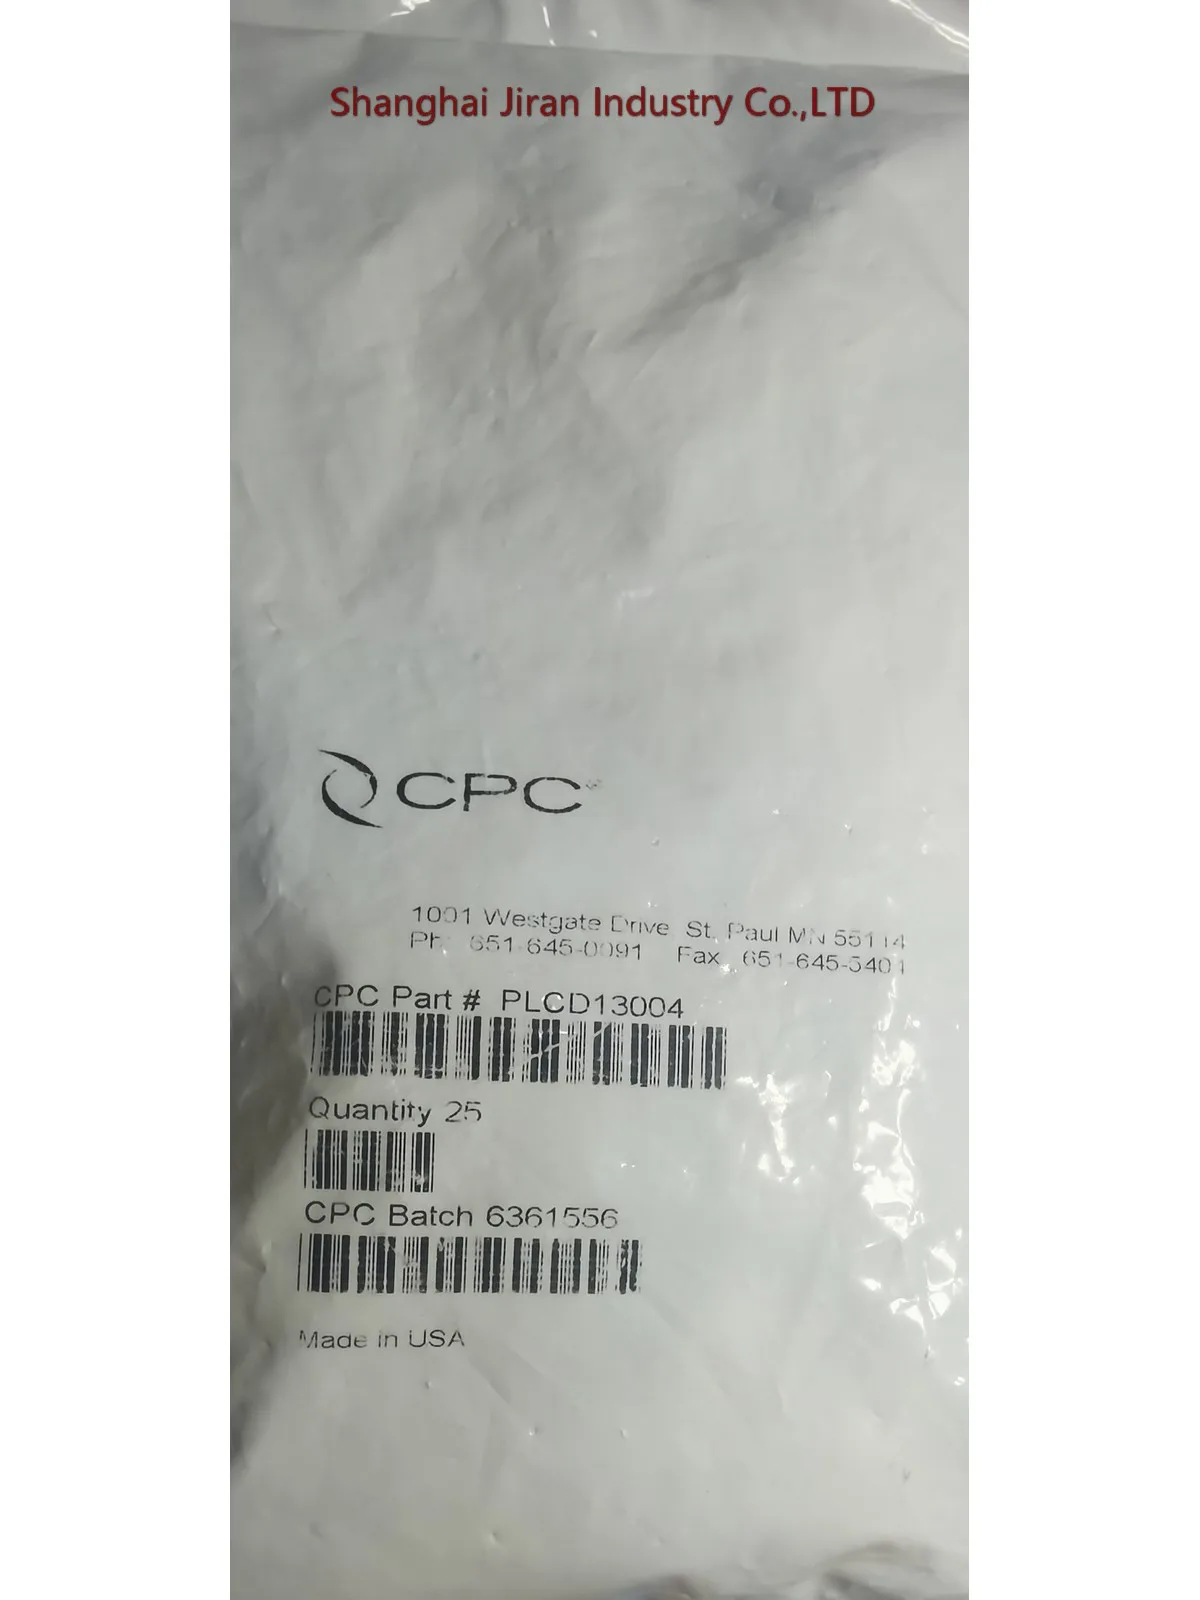 Shanghai Jiran Industry Co.,LTD
CPC
1001 Westgate Drive St. Paul MN 55114
Ph 651-645-0091 Fax 651-645-5404
CPC Part # PLCD13004
Quantity 25
CPC Batch 6361556
Made in USA